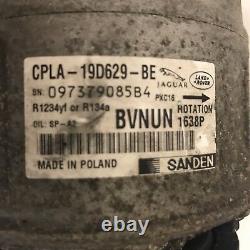 CPLA-19D629-BE
JAGUAR
LAND ROVER
SN: 097379085B4
PXC16
R1234yf or R134a
OIL: SP-A2
BVNUN
ROTATION
1638P
MADE IN POLAND
SANDEN